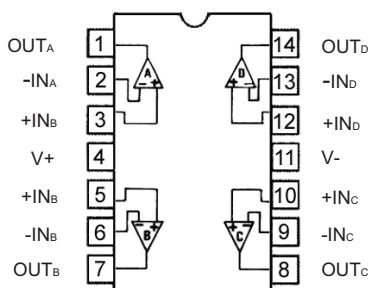 OUTA 1 14 OUTD
-INA 2 A D 13 -IND
+INB 3 - + + - 12 +IND
V+ 4 11 V-
+INB 5 10 +INC
-INB 6 + - + - 9 -INC
OUTB 7 B C 8 OUTC